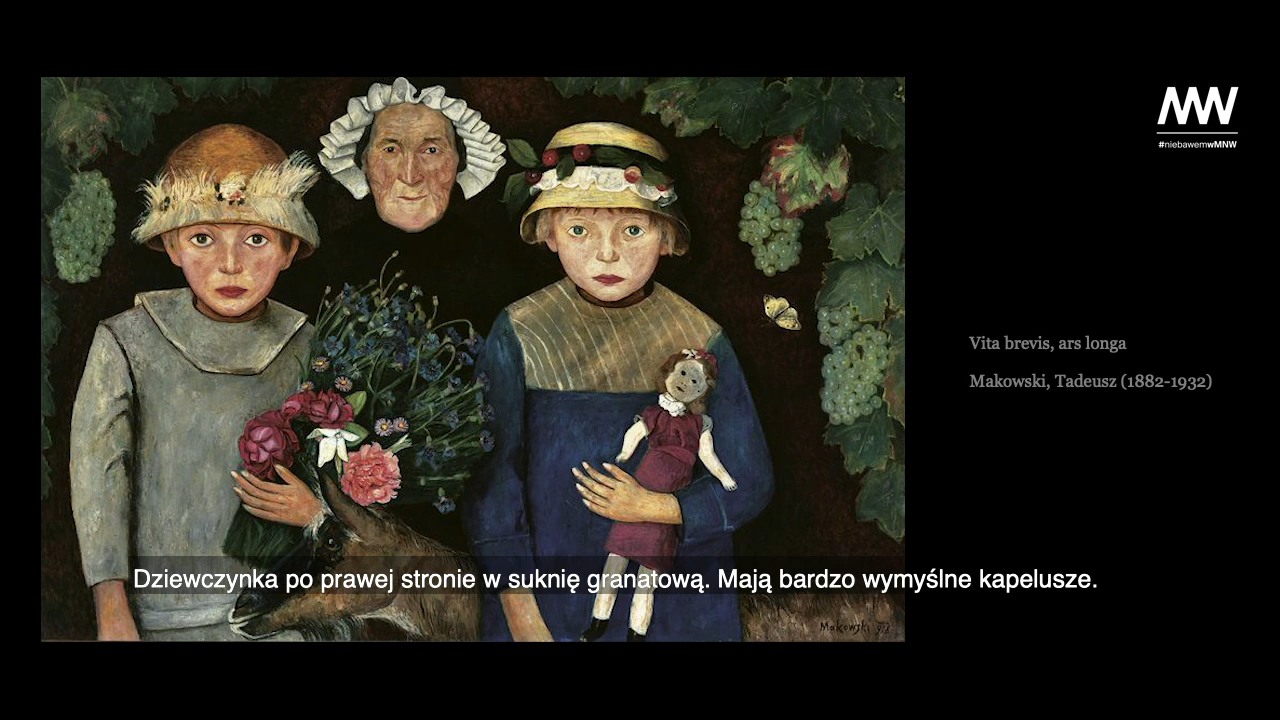 MW
#niebawemwMNW
Vita brevis, ars longa
Makowski, Tadeusz (1882-1932)
Dziewczynka po prawej stronie w suknię granatową. Mają bardzo wymyślne kapelusze.
Makowski